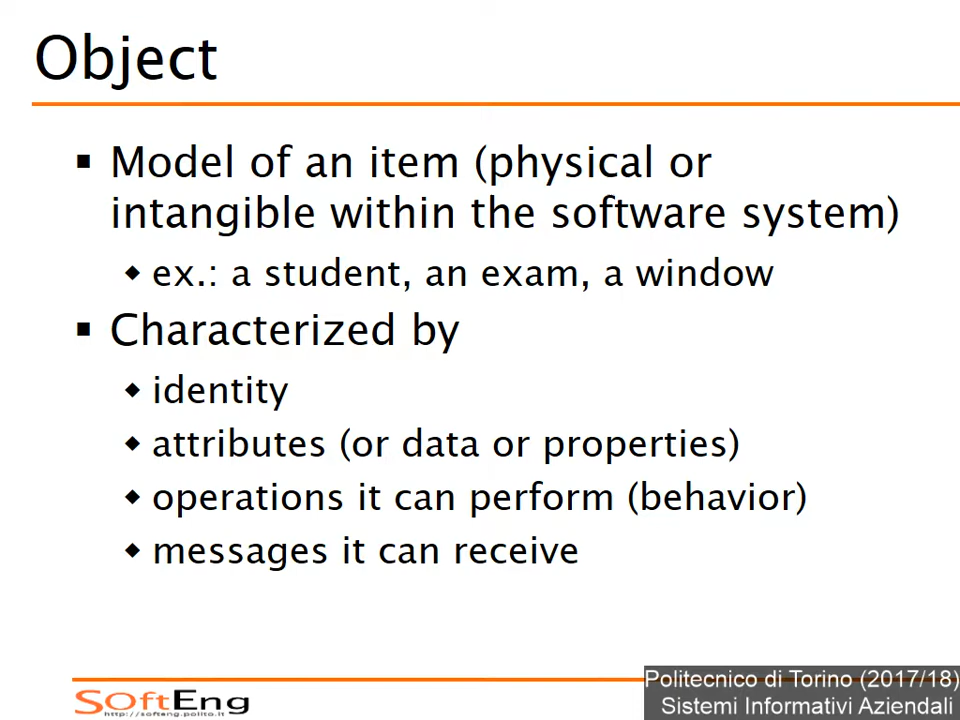 Object
Model of an item (physical or
intangible within the software system)
ex.: a student, an exam, a window
Characterized by
identity
attributes (or data or properties)
operations it can perform (behavior)
messages it can receive
SoftEng
http://softeng.polito.it
Politecnico di Torino (2017/18)
Sistemi Informativi Aziendali